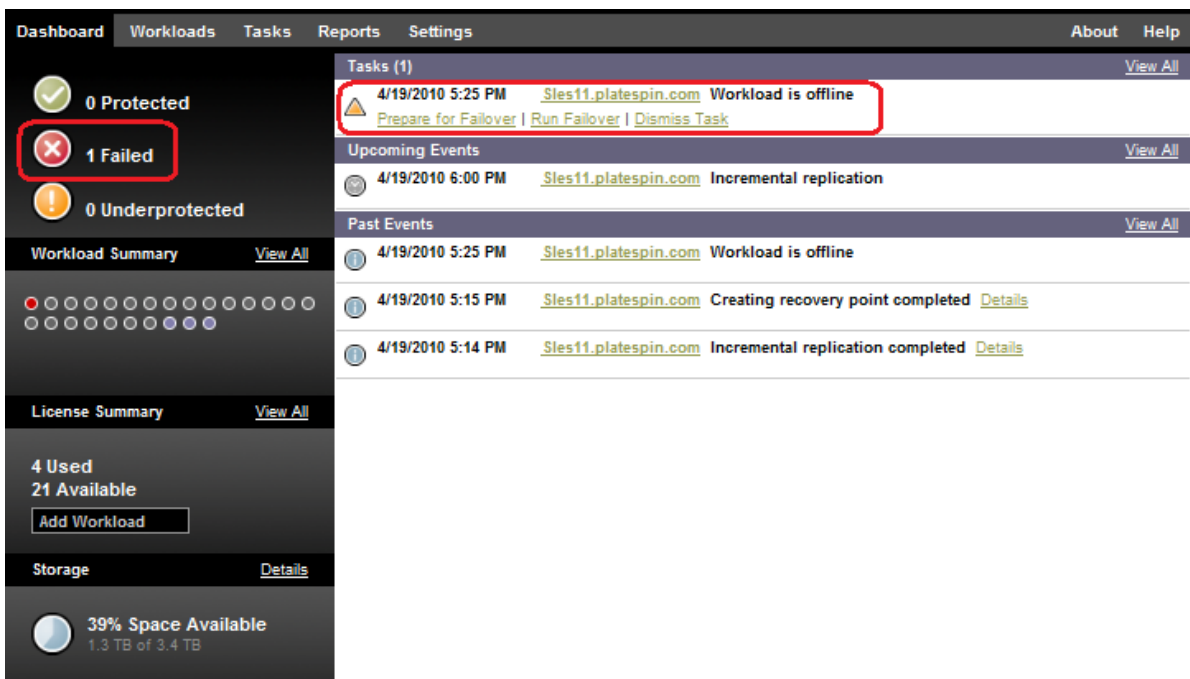 Dashboard Workloads Tasks Reports Settings About Help
0 Protected
1 Failed
0 Underprotected
Workload Summary View All
License Summary View All
4 Used
21 Available
Add Workload
Storage Details
39% Space Available
1.3 TB of 3.4 TB
Tasks (1) View All
4/19/2010 5:25 PM Sles11.platespin.com Workload is offline
Prepare for Failover | Run Failover | Dismiss Task
Upcoming Events View All
4/19/2010 6:00 PM Sles11.platespin.com Incremental replication
Past Events View All
4/19/2010 5:25 PM Sles11.platespin.com Workload is offline
4/19/2010 5:15 PM Sles11.platespin.com Creating recovery point completed Details
4/19/2010 5:14 PM Sles11.platespin.com Incremental replication completed Details